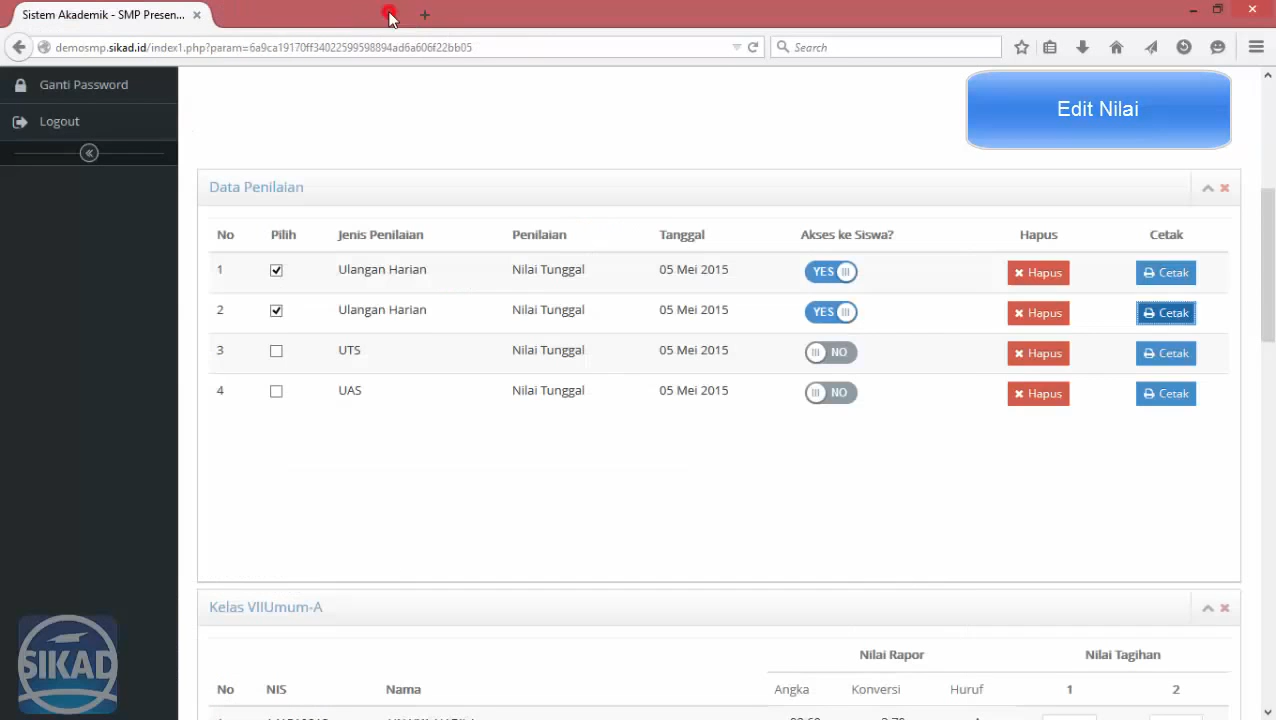 Sistem Akademik - SMP Presen...
demosmp.sikad.id/index1.php?param=6a9ca19170ff34022599598894ad6a606f22bb05
Search
Ganti Password
Logout
Edit Nilai
Data Penilaian
No Pilih Jenis Penilaian Penilaian Tanggal Akses ke Siswa? Hapus Cetak
1 Ulangan Harian Nilai Tunggal 05 Mei 2015 YES Hapus Cetak
2 Ulangan Harian Nilai Tunggal 05 Mei 2015 YES Hapus Cetak
3 UTS Nilai Tunggal 05 Mei 2015 NO Hapus Cetak
4 UAS Nilai Tunggal 05 Mei 2015 NO Hapus Cetak
Kelas VIIUmum-A
Nilai Rapor Nilai Tagihan
No NIS Nama Angka Konversi Huruf 1 2
SIKAD